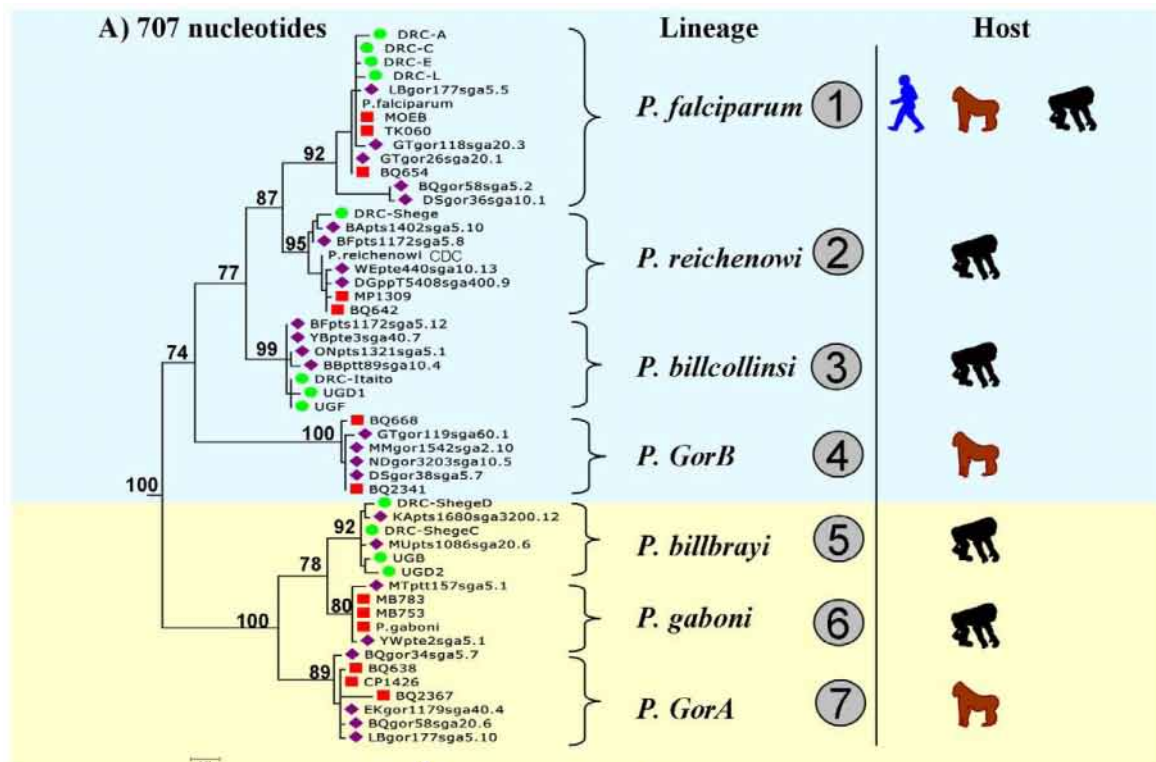 A) 707 nucleotides
Lineage
Host
DRC-A
DRC-C
DRC-E
DRC-L
LBgor177sga5.5
P.falciparum
MOEB
TK060
GTgor118sga20.3
GTgor26sga20.1
BQ654
BQgor58sga5.2
DSgor36sga10.1
92
P. falciparum
1
87
DRC-Shege
BApts1402sga5.10
BFpts1172sga5.8
P.reichenowi CDC
WEpte440sga10.13
DGppT5408sga400.9
MP1309
BQ642
95
P. reichenowi
2
77
BFpts1172sga5.12
YBpte3sga40.7
ONpts1321sga5.1
BBptt89sga10.4
DRC-Itaito
UGD1
UGF
99
P. billcollinsi
3
74
BQ668
GTgor119sga60.1
MMgor1542sga2.10
NDgor3203sga10.5
DSgor38sga5.7
BQ2341
100
P. GorB
4
100
DRC-ShegeD
KApts1680sga3200.12
DRC-ShegeC
MUpts1086sga20.6
UGB
UGD2
92
P. billbrayi
5
78
MTptt157sga5.1
MB783
MB753
P.gaboni
YWpte2sga5.1
80
P. gaboni
6
100
BQgor34sga5.7
BQ638
CP1426
BQ2367
EKgor1179sga40.4
BQgor58sga20.6
LBgor177sga5.10
89
P. GorA
7